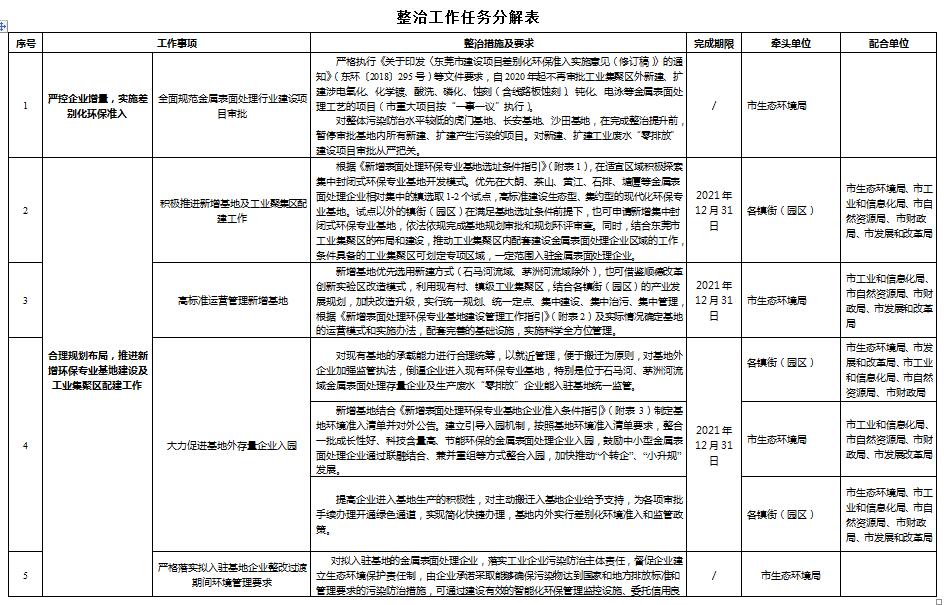 整治工作任务分解表
序号 工作事项 整治措施及要求 完成期限 牵头单位 配合单位
1
严控企业增量，实施差
别化环保准入
全面规范金属表面处理行业建设项
目审批
严格执行《关于印发〈东莞市建设项目差别化环保准入实施意见（修订稿）〉的
通知》（东环〔2018〕295号）等文件要求，自2020年起不再审批工业集聚区外新建、扩
建涉电氧化、化学镀、酸洗、磷化、蚀刻（含线路板蚀刻）、钝化、电泳等金属表面处
理工艺的项目（市重大项目按“一事一议”执行）。
对整体污染防治水平较低的虎门基地、长安基地、沙田基地，在完成整治提升前，
暂停审批基地内所有新建、扩建产生污染的项目。对新建、扩建工业废水“零排放”
建设项目审批从严把关。
/
市生态环境局
合理规划布局，推进新
增环保专业基地建设及
工业集聚区配建工作
2
积极推进新增基地及工业聚集区配
建工作
根据《新增表面处理环保专业基地选址条件指引》（附表1），在适宜区域积极探索
集中封闭式环保专业基地开发模式。优先在大朗、茶山、黄江、石排、塘厦等金属表
面处理企业相对集中的镇选取1-2个试点，高标准建设生态型、集约型的现代化环保专
业基地。试点以外的镇街（园区）在满足基地选址条件前提下，也可申请新增集中封
闭式环保专业基地，依法依规完成基地规划审批和规划环评审查。同时，结合东莞市
工业集聚区的布局和建设，推动工业集聚区内配套建设金属表面处理企业区域的工作，
条件具备的工业集聚区可划定专项区域，一定范围入驻金属表面处理企业。
2021年
12月31
日
各镇街（园区）
市生态环境局、市工
业和信息化局、市自
然资源局、市财政
局、市发展和改革局
3
高标准运营管理新增基地
新增基地优先选用新建方式（石马河流域、茅洲河流域除外），也可借鉴顺德改革
创新实验区改造模式，利用现有村、镇级工业集聚区，结合各镇街（园区）的产业发
展规划，加快改造升级，实行统一规划、统一定点、集中建设、集中治污、集中管理，
根据《新增表面处理环保专业基地建设管理工作指引》（附表2）及实际情况确定基地
的运营模式和实施办法，配套完善的基础设施，实施科学全方位管理。
2021年
12月31
日
市生态环境局
市工业和信息化局、
市自然资源局、市财
政局、市发展和改革
局
4
大力促进基地外存量企业入园
对现有基地的承载能力进行合理统筹，以就近管理，便于搬迁为原则，对基地外
企业加强监管执法，倒逼企业进入现有环保专业基地，特别是位于石马河、茅洲河流
域金属表面处理存量企业及生产废水“零排放”企业能入驻基地统一监管。
2021年
12月31
日
各镇街（园区）
市生态环境局、市发
展和改革局、市工业
和信息化局、市自然
资源局、市财政局
新增基地结合《新增表面处理环保专业基地企业准入条件指引》（附表3）制定基
地环境准入清单并对外公告。建立引导入园机制，按照基地环境准入清单要求，整合
一批成长性好、科技含量高、节能环保的金属表面处理企业入园，鼓励中小型金属表
面处理企业通过联融结合、兼并重组等方式整合入园，加快推动“个转企”、“小升规”
发展。
市生态环境局
市工业和信息化局、
市自然资源局、市财
政局、市发展改革局
提高企业进入基地生产的积极性，对主动搬迁入基地企业给予支持，为各项审批
手续办理开通绿色通道，实现简化快捷办理，基地内外实行差别化环境准入和监管政
策。
各镇街（园区）
市生态环境局、市工
业和信息化局、市自
然资源局、市财政
局、市发展和改革局
5
严格落实拟入驻基地企业整改过渡
期间环境管理要求
对拟入驻基地的金属表面处理企业，落实工业企业污染防治主体责任，督促企业建
立生态环境保护责任制，由企业承诺采取能够确保污染物达到国家和地方排放标准和
管理要求的污染防治措施，可通过建设有效的智能化环保管理监控设施、委托信用良
/
市生态环境局